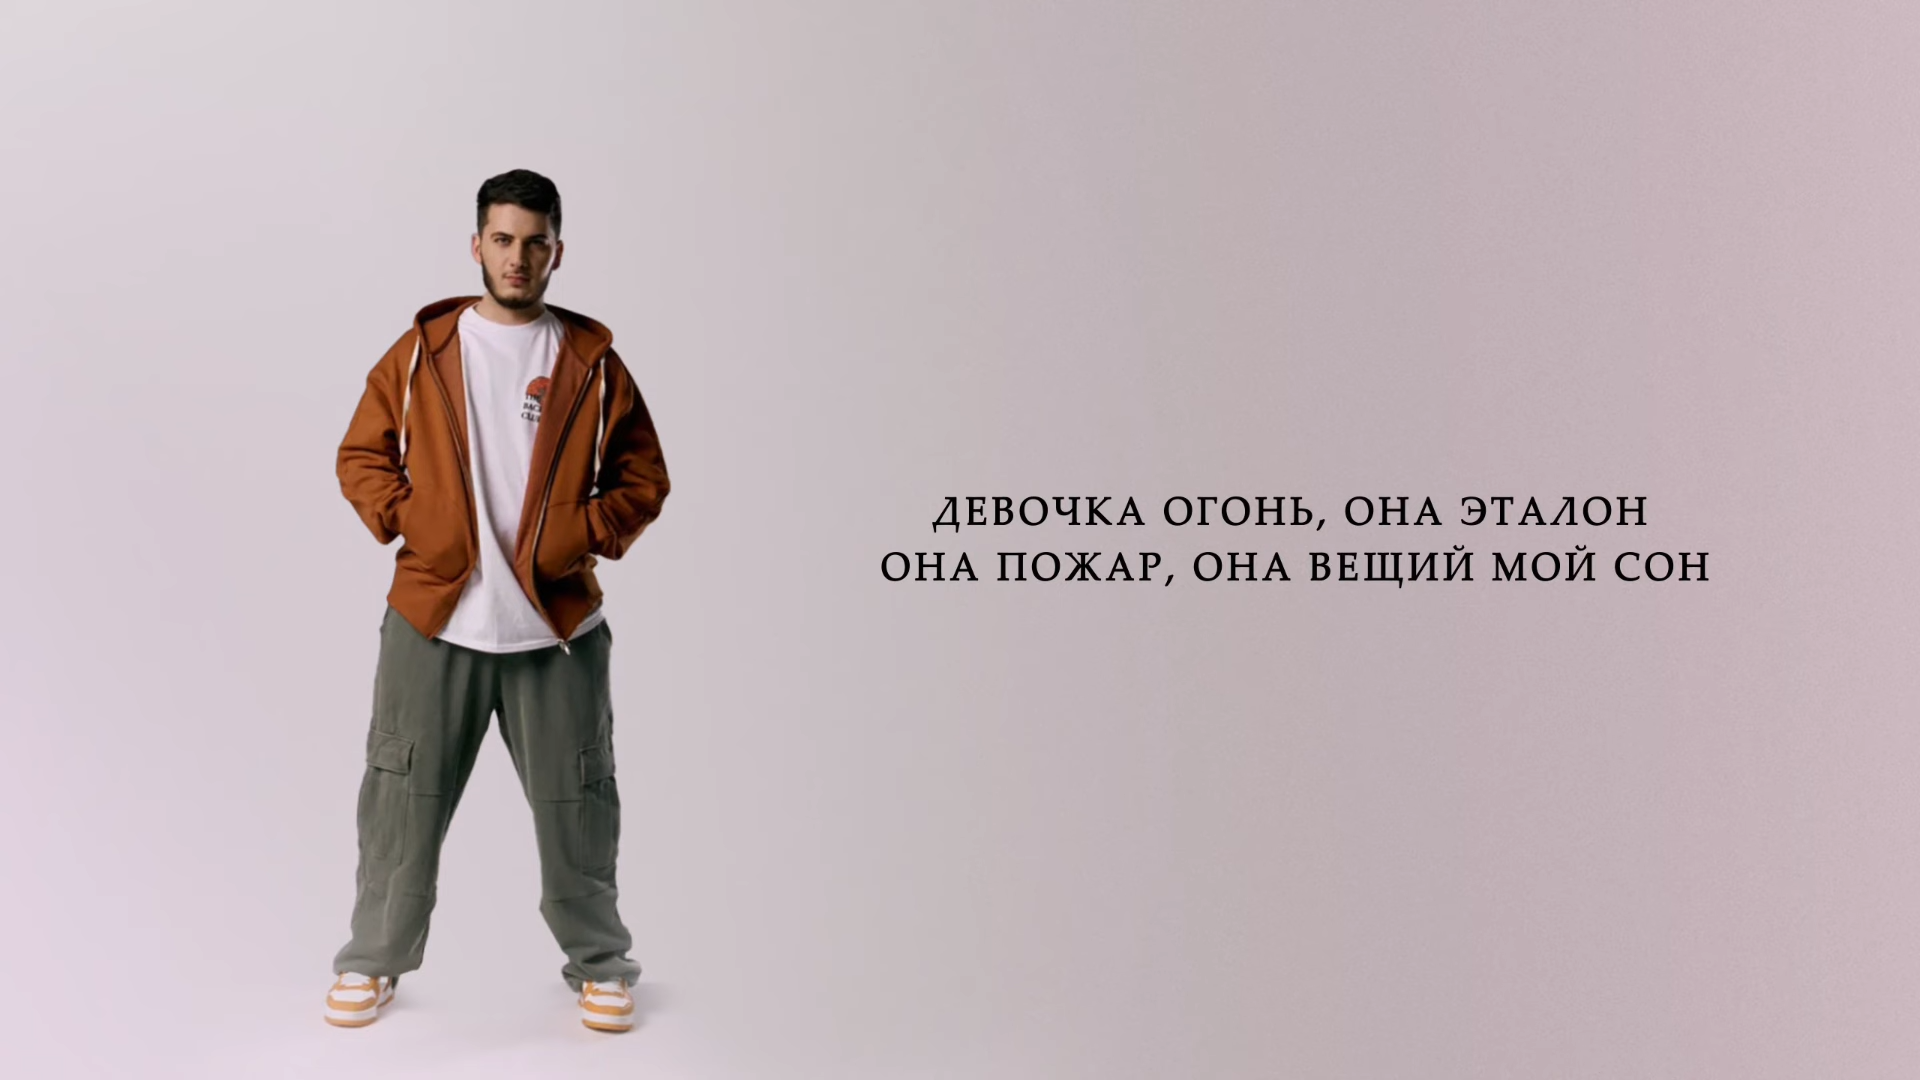 ДЕВОЧКА ОГОНЬ, ОНА ЭТАЛОН
ОНА ПОЖАР, ОНА ВЕЩИЙ МОЙ СОН